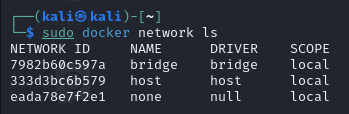 ┌──(kali㉿kali)-[~]
└─$ sudo docker network ls
NETWORK ID     NAME      DRIVER    SCOPE
7982b60c597a   bridge    bridge    local
333d3bc6b579   host      host      local
eada78e7f2e1   none      null      local